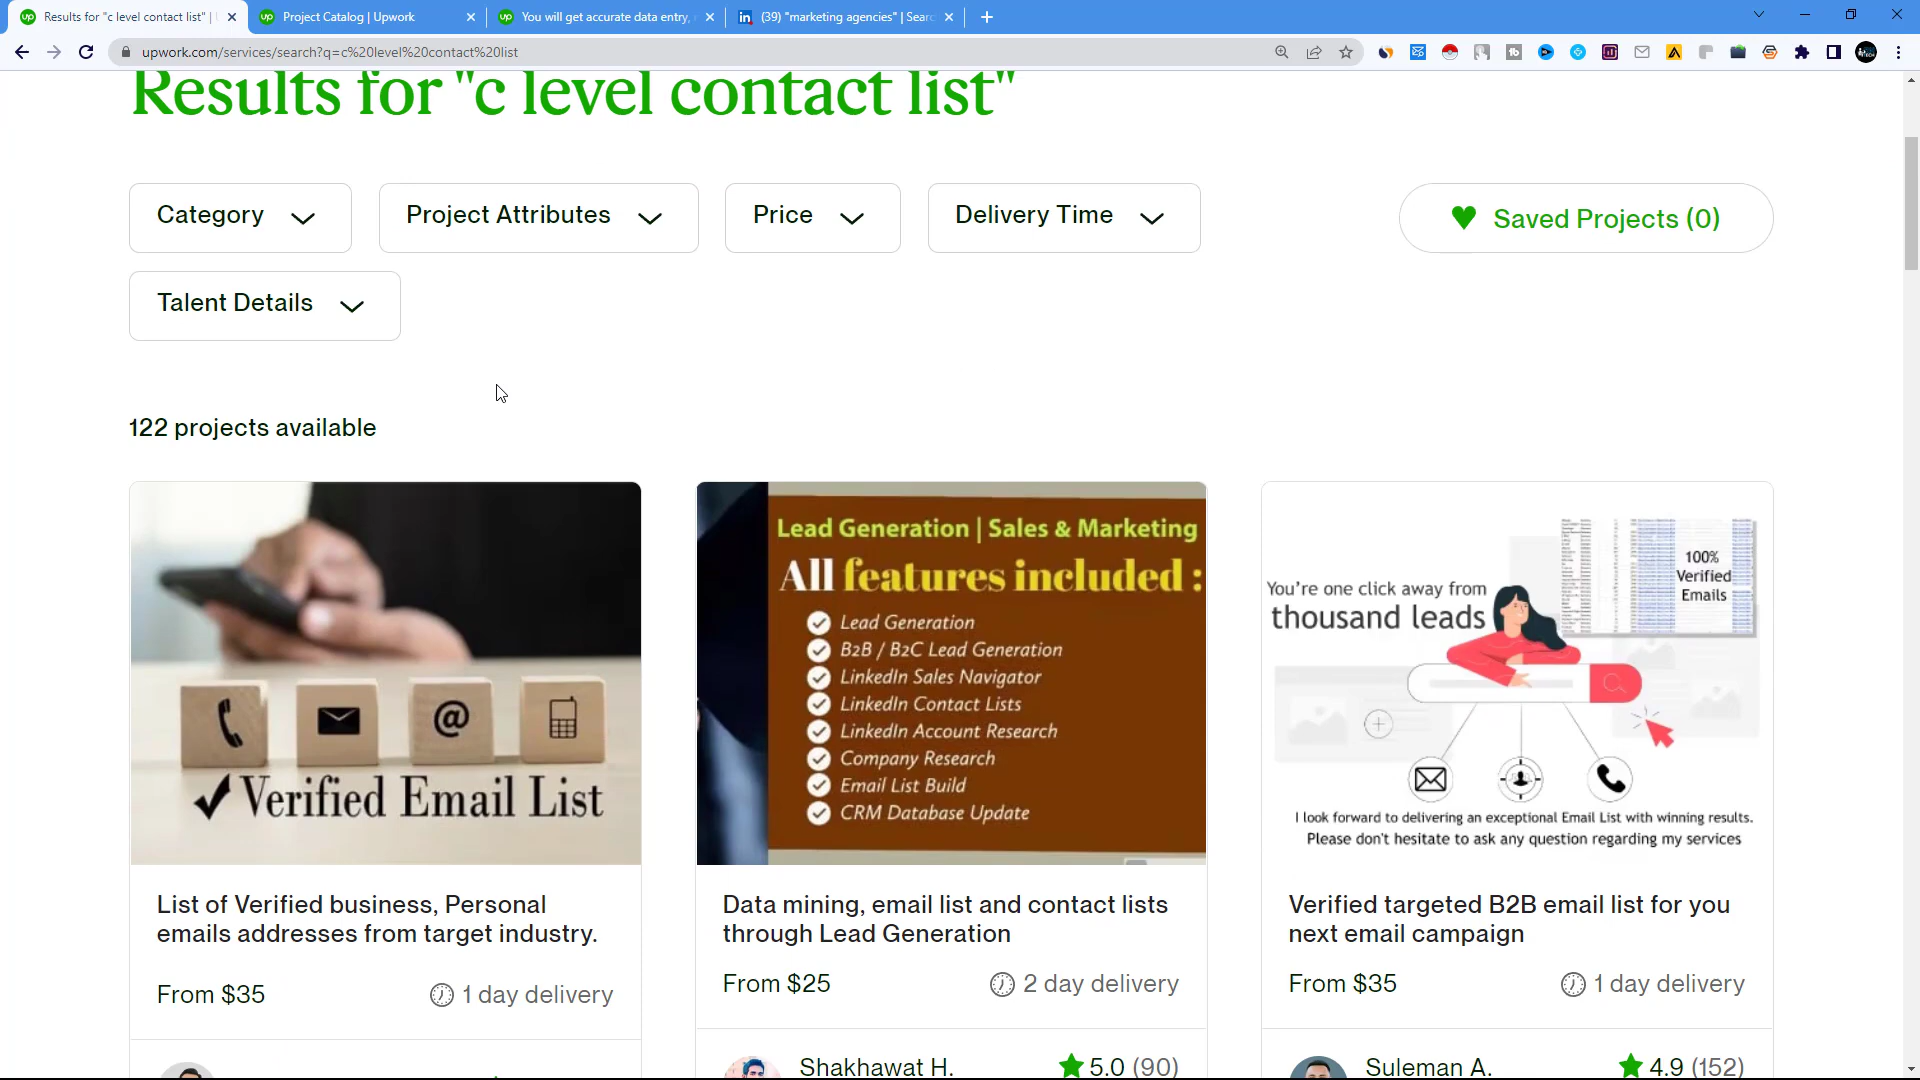 Results for "c level contact list" |
Project Catalog | Upwork
You will get accurate data entry,
(39) "marketing agencies" | Searc
upwork.com/services/search?q=c%20level%20contact%20list
Results for "c level contact list"
Category
Project Attributes
Price
Delivery Time
Saved Projects (0)
Talent Details
122 projects available
Verified Email List
Lead Generation | Sales & Marketing
All features included :
Lead Generation
B2B / B2C Lead Generation
LinkedIn Sales Navigator
LinkedIn Contact Lists
LinkedIn Account Research
Company Research
Email List Build
CRM Database Update
You're one click away from
thousand leads
100%
Verified
Emails
I look forward to delivering an exceptional Email List with winning results.
Please don't hesitate to ask any question regarding my services
List of Verified business, Personal
emails addresses from target industry.
From $35
1 day delivery
Data mining, email list and contact lists
through Lead Generation
From $25
2 day delivery
Verified targeted B2B email list for you
next email campaign
From $35
1 day delivery
Shakhawat H.
5.0 (90)
Suleman A.
4.9 (152)